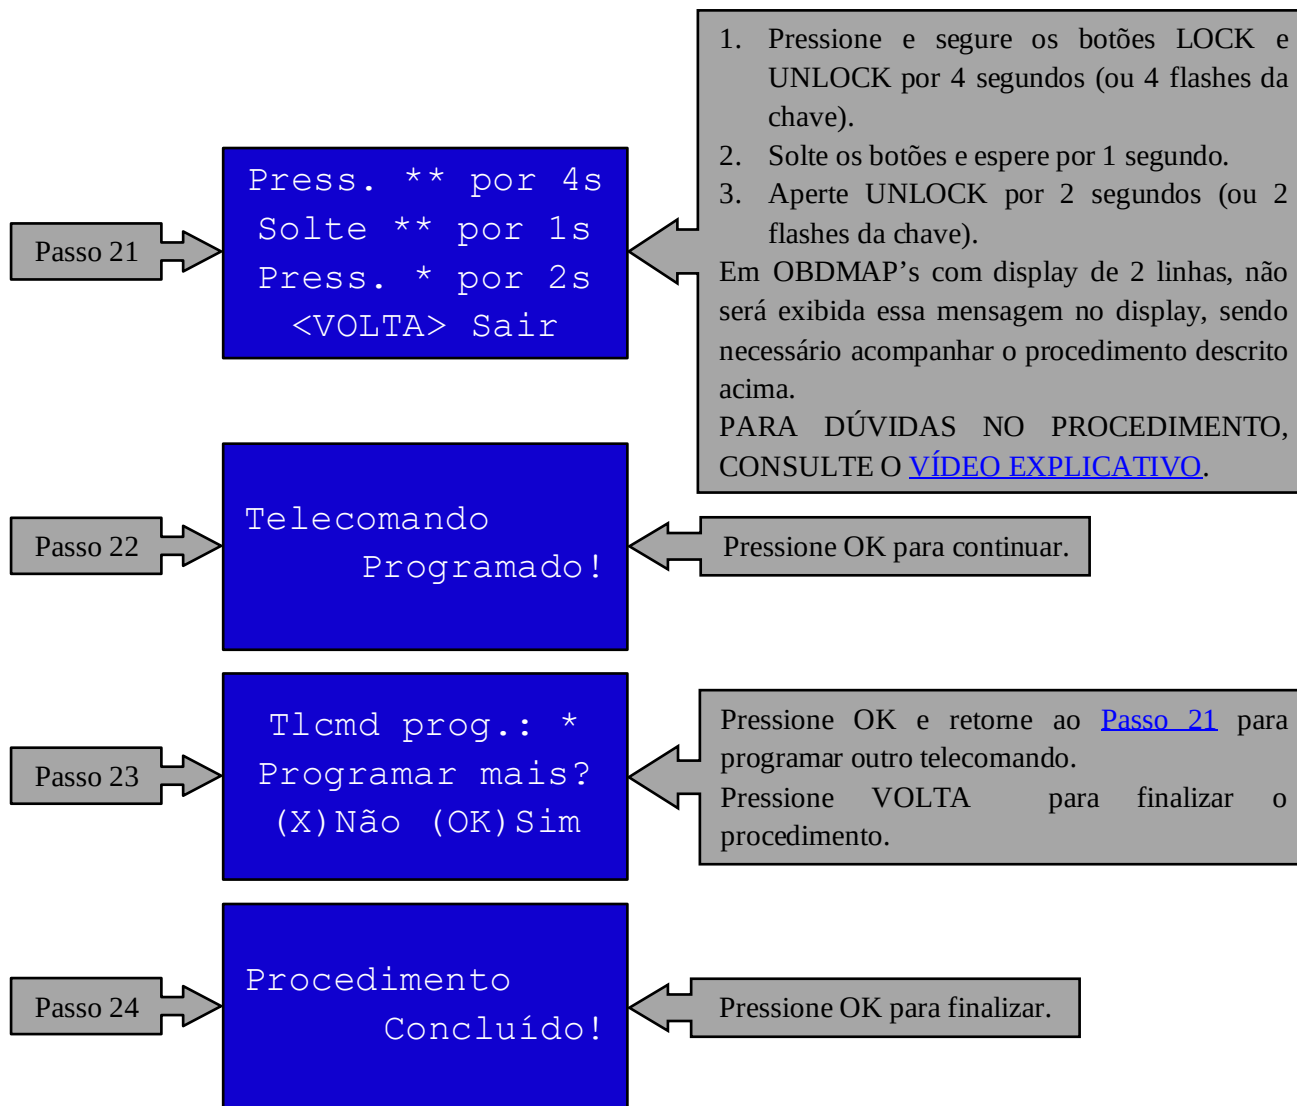 Passo 21
Press. ** por 4s
Solte ** por 1s
Press. * por 2s
<VOLTA> Sair
1. Pressione e segure os botões LOCK e
UNLOCK por 4 segundos (ou 4 flashes da
chave).
2. Solte os botões e espere por 1 segundo.
3. Aperte UNLOCK por 2 segundos (ou 2
flashes da chave).
Em OBDMAP’s com display de 2 linhas, não
será exibida essa mensagem no display, sendo
necessário acompanhar o procedimento descrito
acima.
PARA DÚVIDAS NO PROCEDIMENTO,
CONSULTE O VÍDEO EXPLICATIVO.
Passo 22
Telecomando
Programado!
Pressione OK para continuar.
Passo 23
Tlcmd prog.: *
Programar mais?
(X)Não (OK)Sim
Pressione OK e retorne ao Passo 21 para
programar outro telecomando.
Pressione VOLTA para finalizar o
procedimento.
Passo 24
Procedimento
Concluído!
Pressione OK para finalizar.